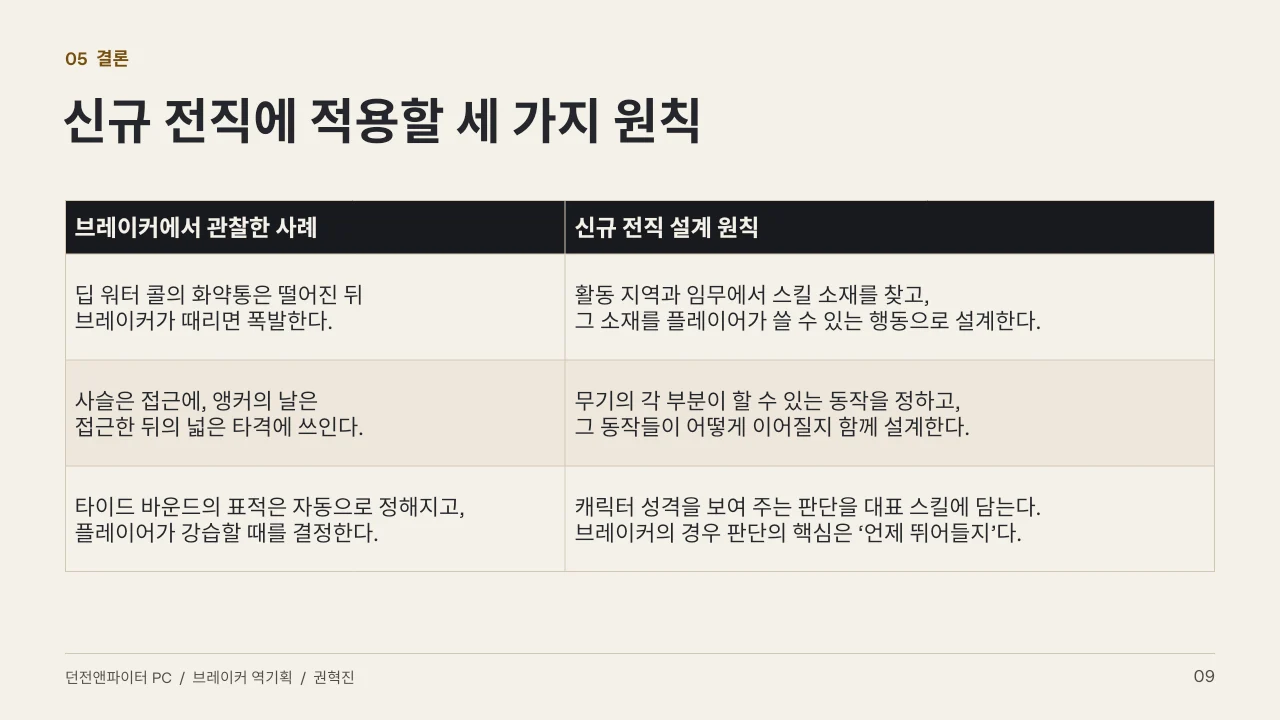 05 결론
신규 전직에 적용할 세 가지 원칙
브레이커에서 관찰한 사례
신규 전직 설계 원칙
딥 워터 콜의 화약통은 떨어진 뒤
브레이커가 때리면 폭발한다.
활동 지역과 임무에서 스킬 소재를 찾고,
그 소재를 플레이어가 쓸 수 있는 행동으로 설계한다.
사슬은 접근에, 앵커의 날은
접근한 뒤의 넓은 타격에 쓰인다.
무기의 각 부분이 할 수 있는 동작을 정하고,
그 동작들이 어떻게 이어질지 함께 설계한다.
타이드 바운드의 표적은 자동으로 정해지고,
플레이어가 강습할 때를 결정한다.
캐릭터 성격을 보여 주는 판단을 대표 스킬에 담는다.
브레이커의 경우 판단의 핵심은 ‘언제 뛰어들지’다.
던전앤파이터 PC / 브레이커 역기획 / 권혁진
09